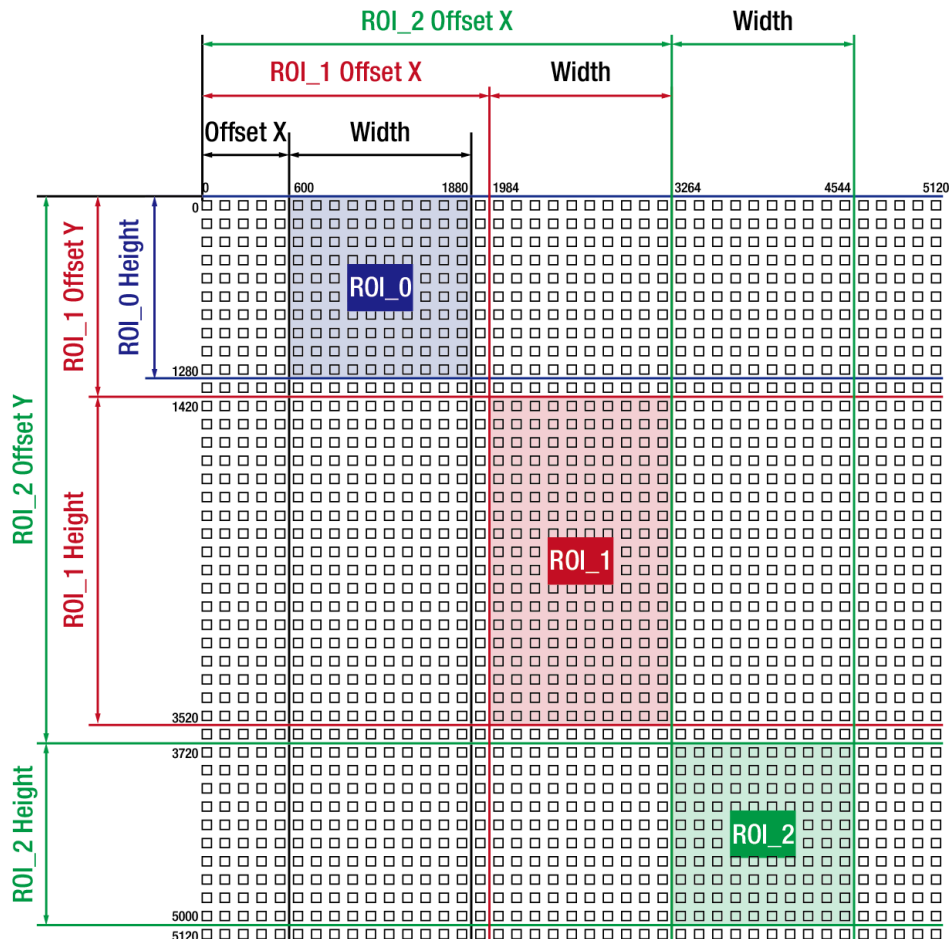 ROI_2 Offset X
Width
ROI_1 Offset X
Width
Offset X
Width
0
600
1880
1984
3264
4544
5120
0
ROI_2 Offset Y
ROI_1 Offset Y
ROI_0 Height
ROI_0
1280
1420
ROI_1 Height
ROI_1
3520
3720
ROI_2 Height
ROI_2
5000
5120